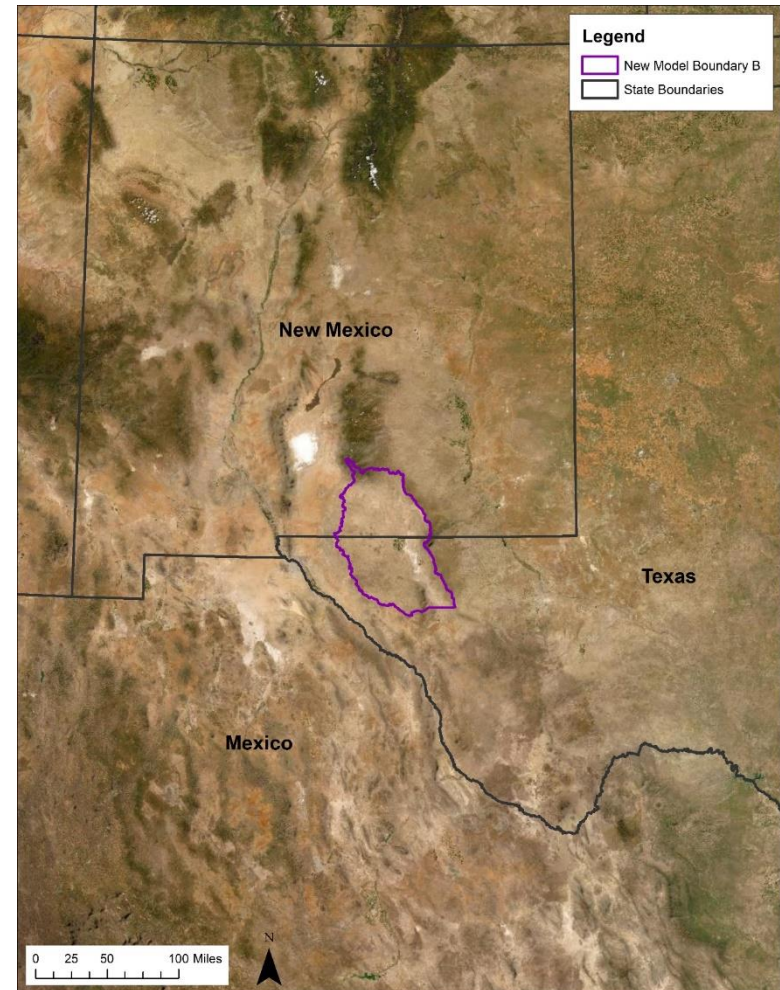 Legend
New Model Boundary B
State Boundaries
New Mexico
Texas
Mexico
N
0 25 50 100 Miles